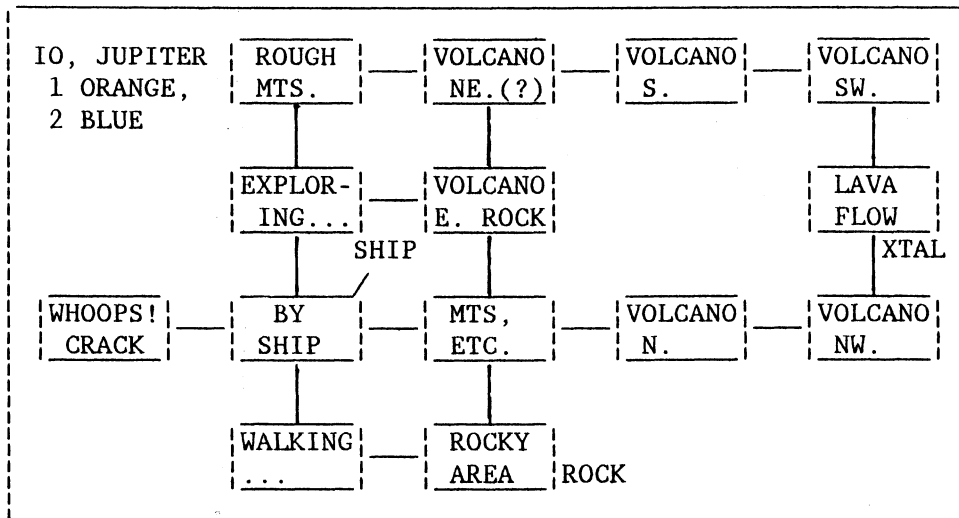 IO, JUPITER
1 ORANGE,
2 BLUE
ROUGH
MTS.
VOLCANO
NE.(?)
VOLCANO
S.
VOLCANO
SW.
EXPLOR-
ING...
VOLCANO
E. ROCK
LAVA
FLOW
SHIP
XTAL
WHOOPS!
CRACK
BY
SHIP
MTS,
ETC.
VOLCANO
N.
VOLCANO
NW.
WALKING
...
ROCKY
AREA
ROCK